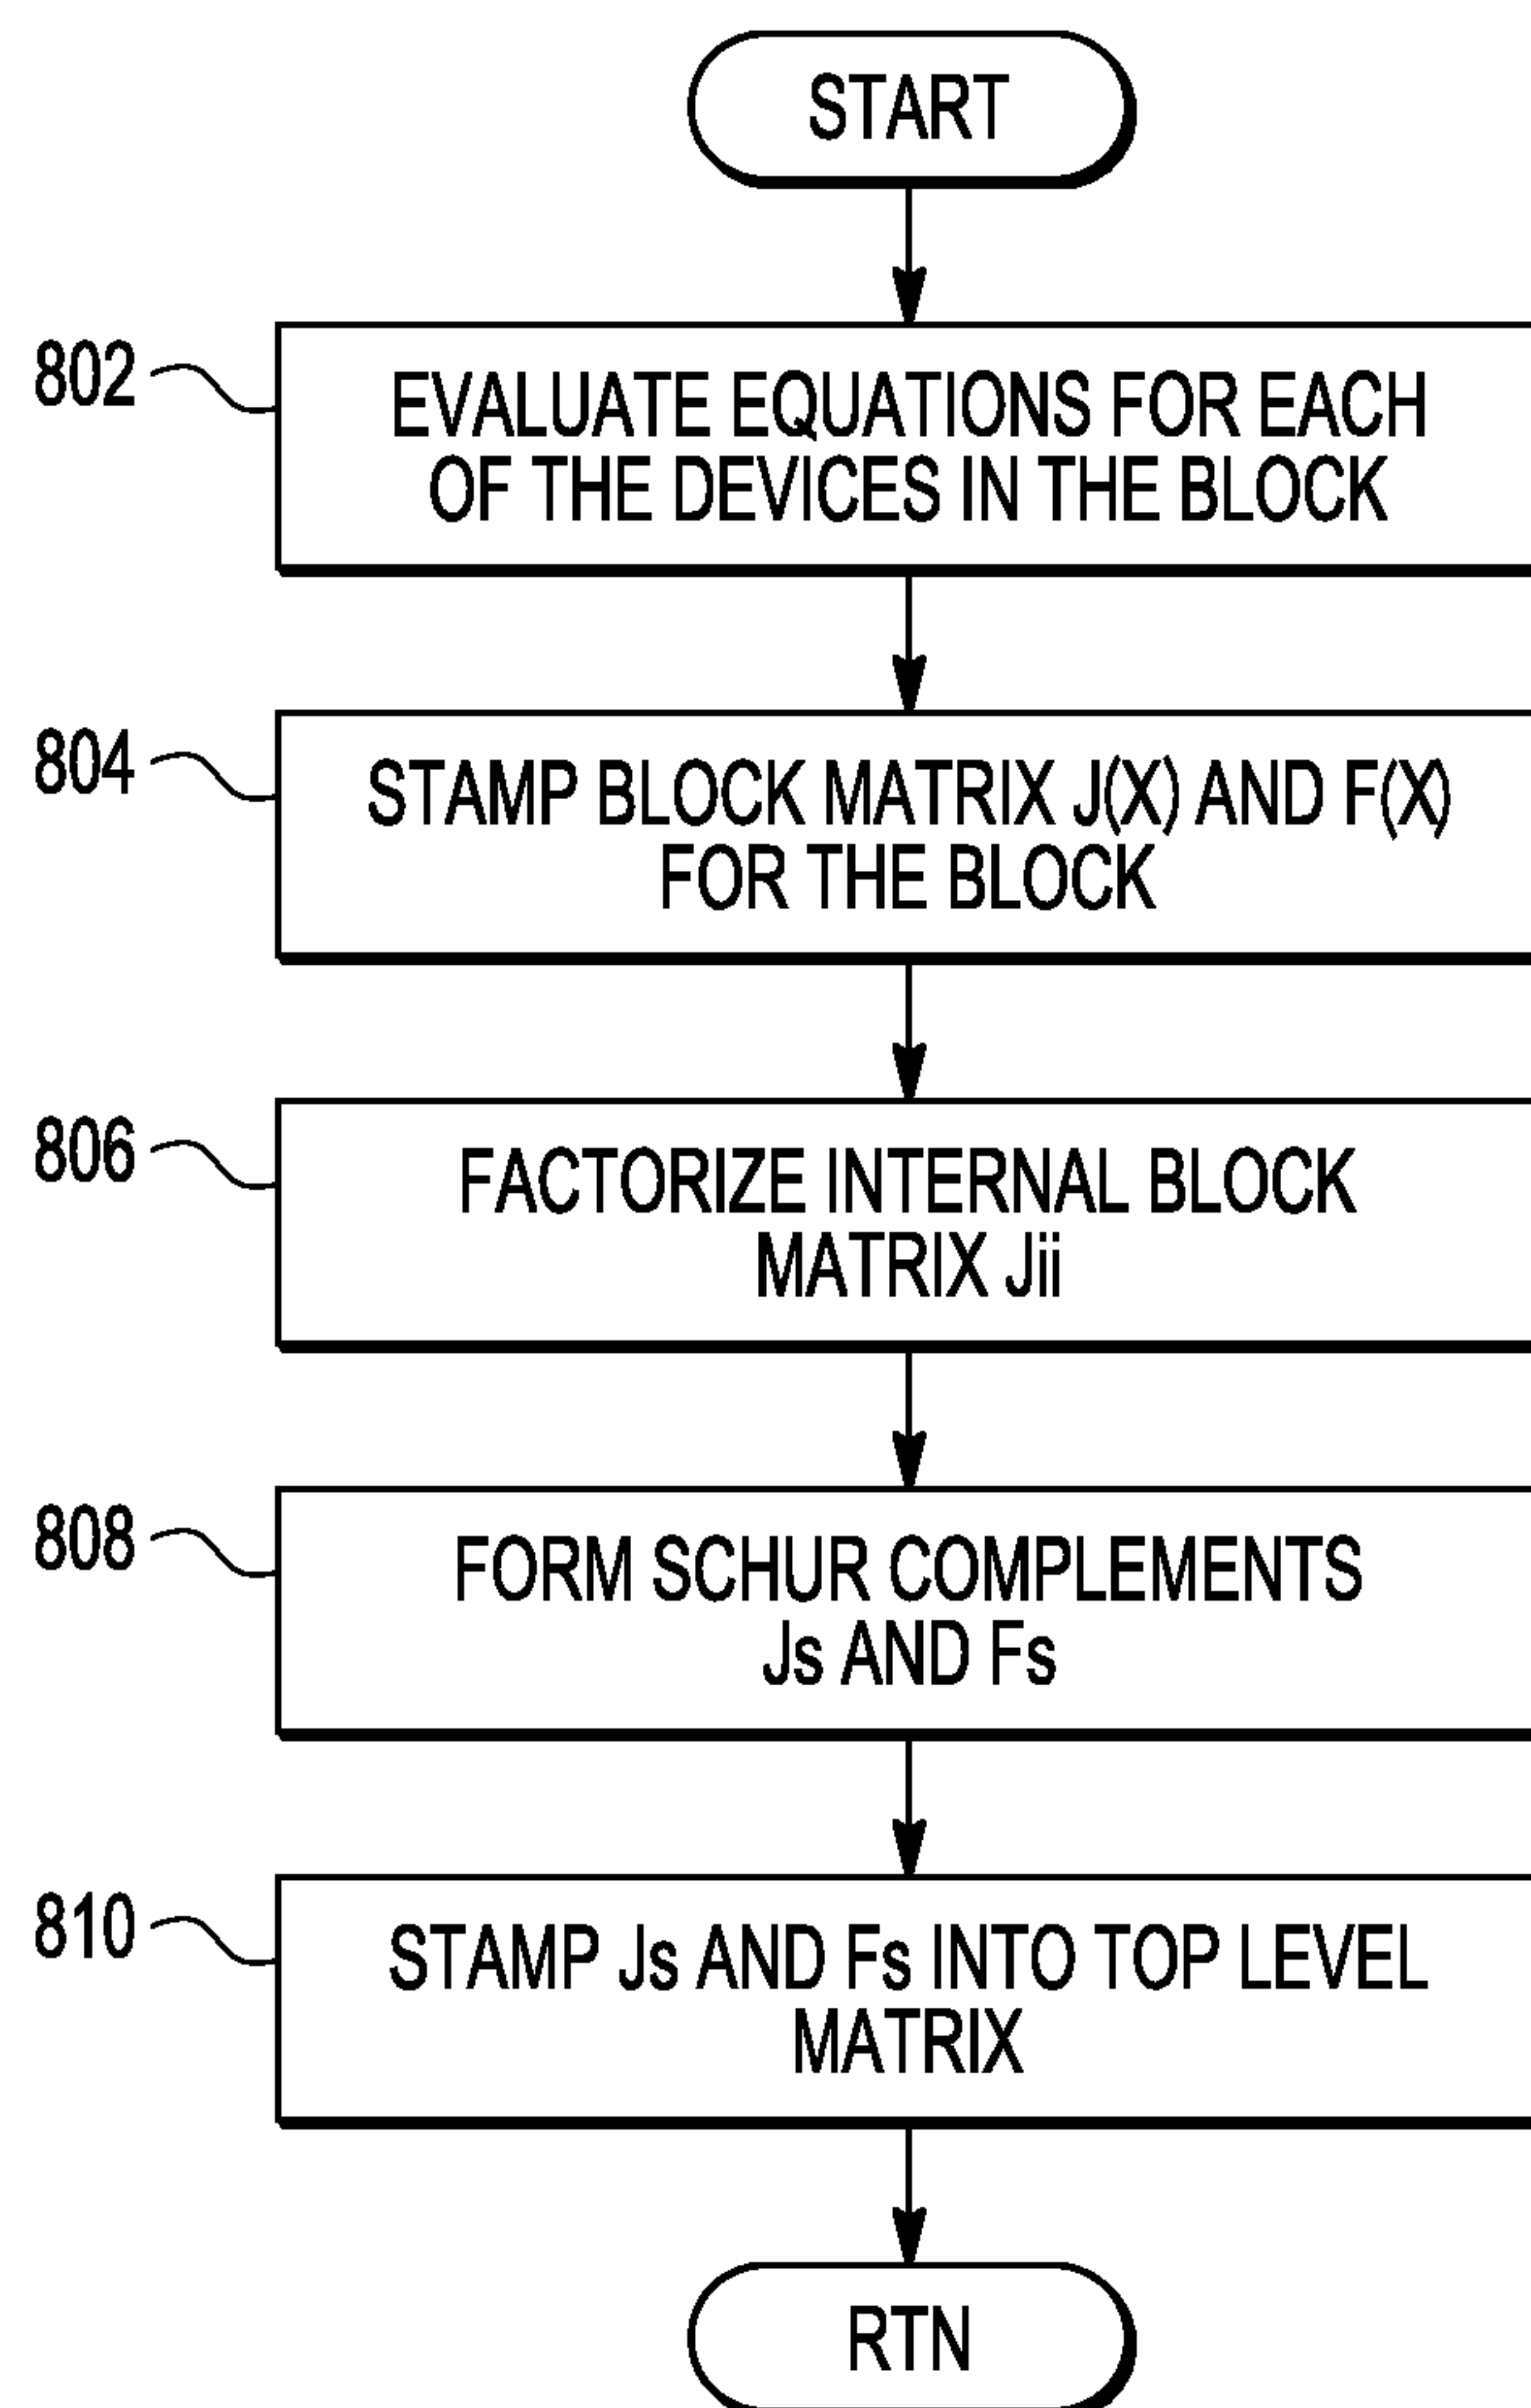 START
802
EVALUATE EQUATIONS FOR EACH
OF THE DEVICES IN THE BLOCK
804
STAMP BLOCK MATRIX J(X) AND F(X)
FOR THE BLOCK
806
FACTORIZE INTERNAL BLOCK
MATRIX Jii
808
FORM SCHUR COMPLEMENTS
Js AND Fs
810
STAMP Js AND Fs INTO TOP LEVEL
MATRIX
RTN